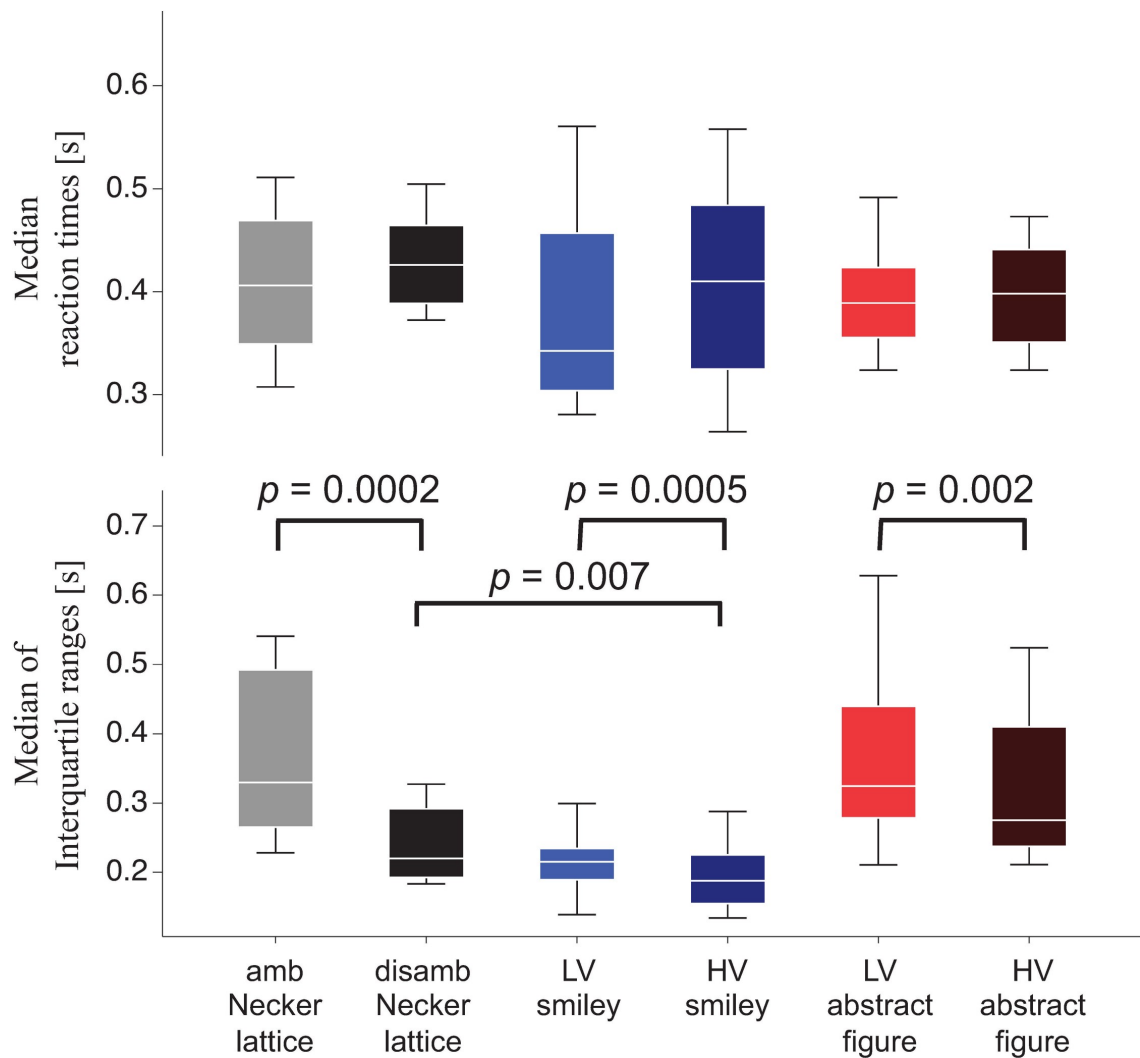 Median
reaction times [s]
0.6
0.5
0.4
0.3
p = 0.0002
p = 0.0005
p = 0.002
p = 0.007
Median of
Interquartile ranges [s]
0.7
0.6
0.5
0.4
0.3
0.2
amb
Necker
lattice
disamb
Necker
lattice
LV
smiley
HV
smiley
LV
abstract
figure
HV
abstract
figure